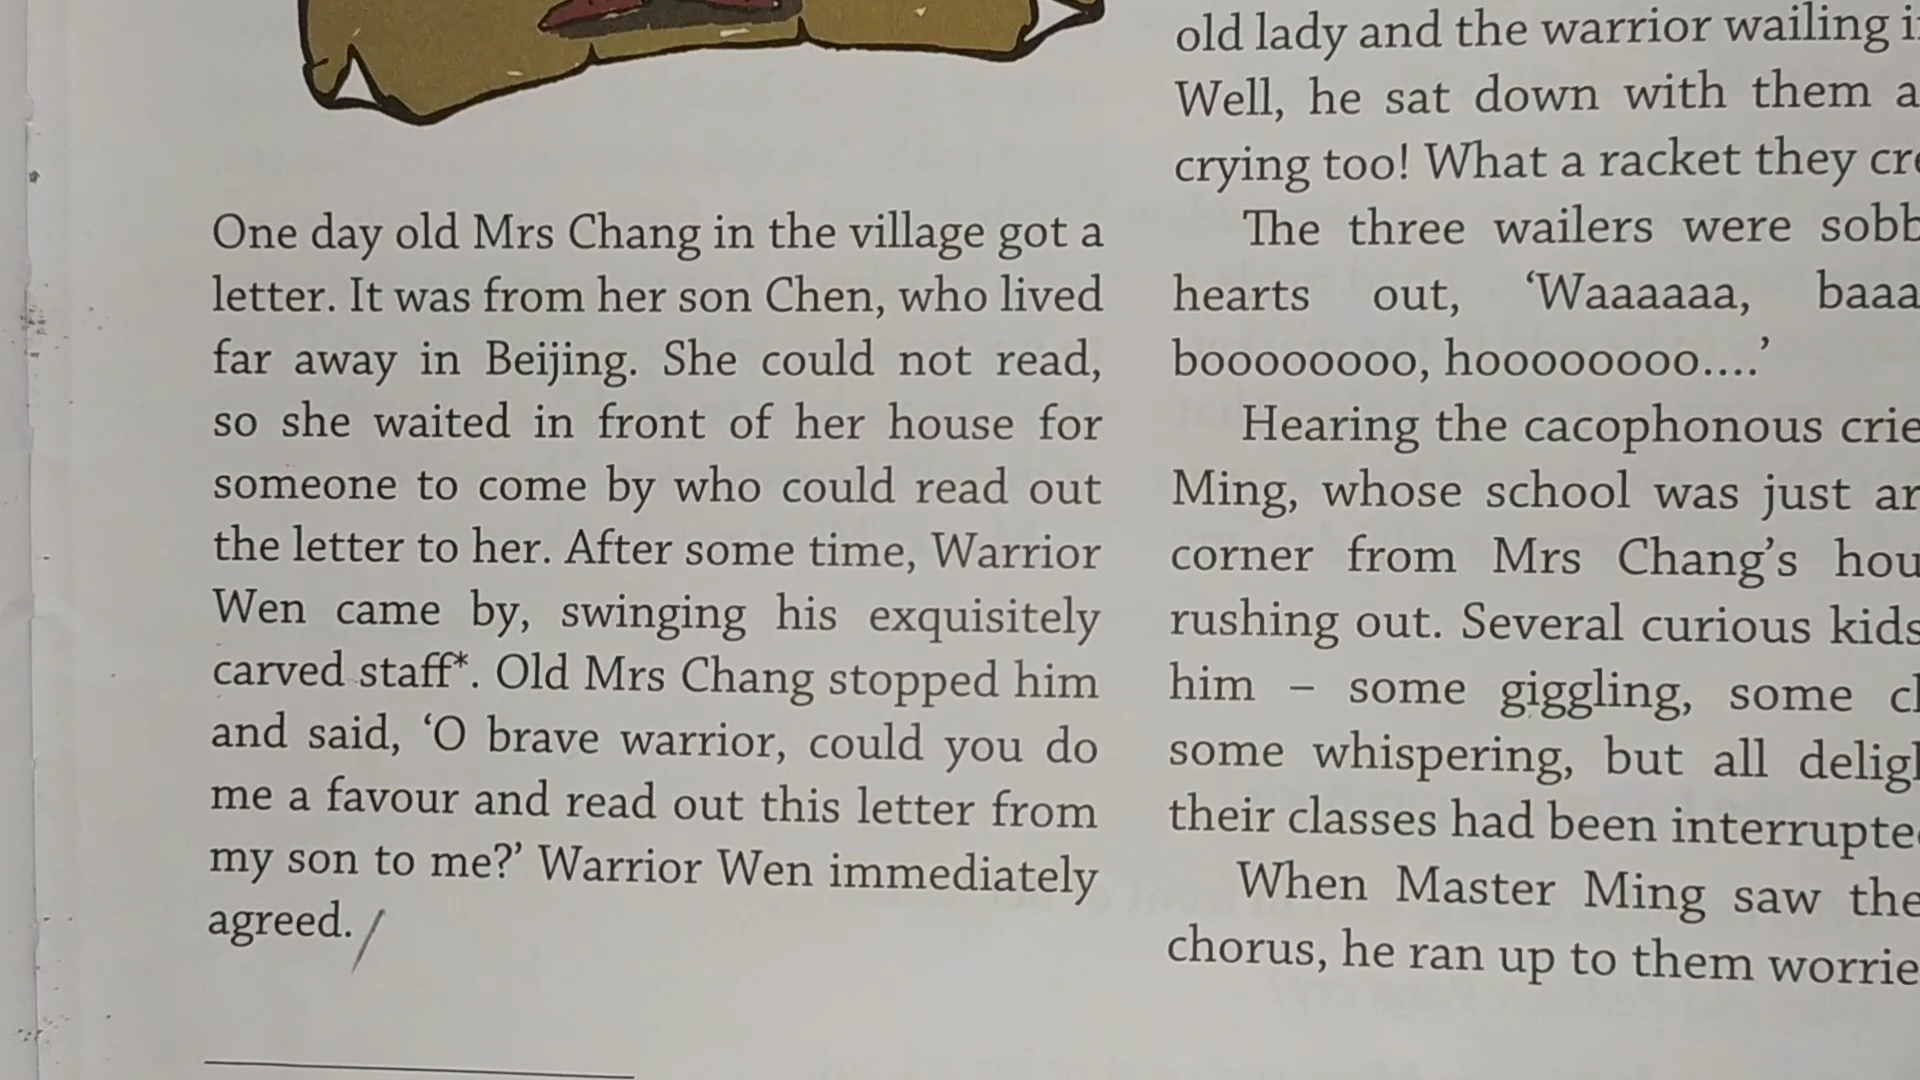 One day old Mrs Chang in the village got a
letter. It was from her son Chen, who lived
far away in Beijing. She could not read,
so she waited in front of her house for
someone to come by who could read out
the letter to her. After some time, Warrior
Wen came by, swinging his exquisitely
carved staff*. Old Mrs Chang stopped him
and said, ‘O brave warrior, could you do
me a favour and read out this letter from
my son to me?’ Warrior Wen immediately
agreed. /
old lady and the warrior wailing
Well, he sat down with them
crying too! What a racket they
The three wailers were
hearts out, ‘Waaaaaa,
boooooooo, hooooooooo....’
Hearing the cacophonous
Ming, whose school was just
corner from Mrs Chang’s
rushing out. Several curious kids
him – some giggling, some
some whispering, but all
their classes had been
When Master Ming saw the
chorus, he ran up to them